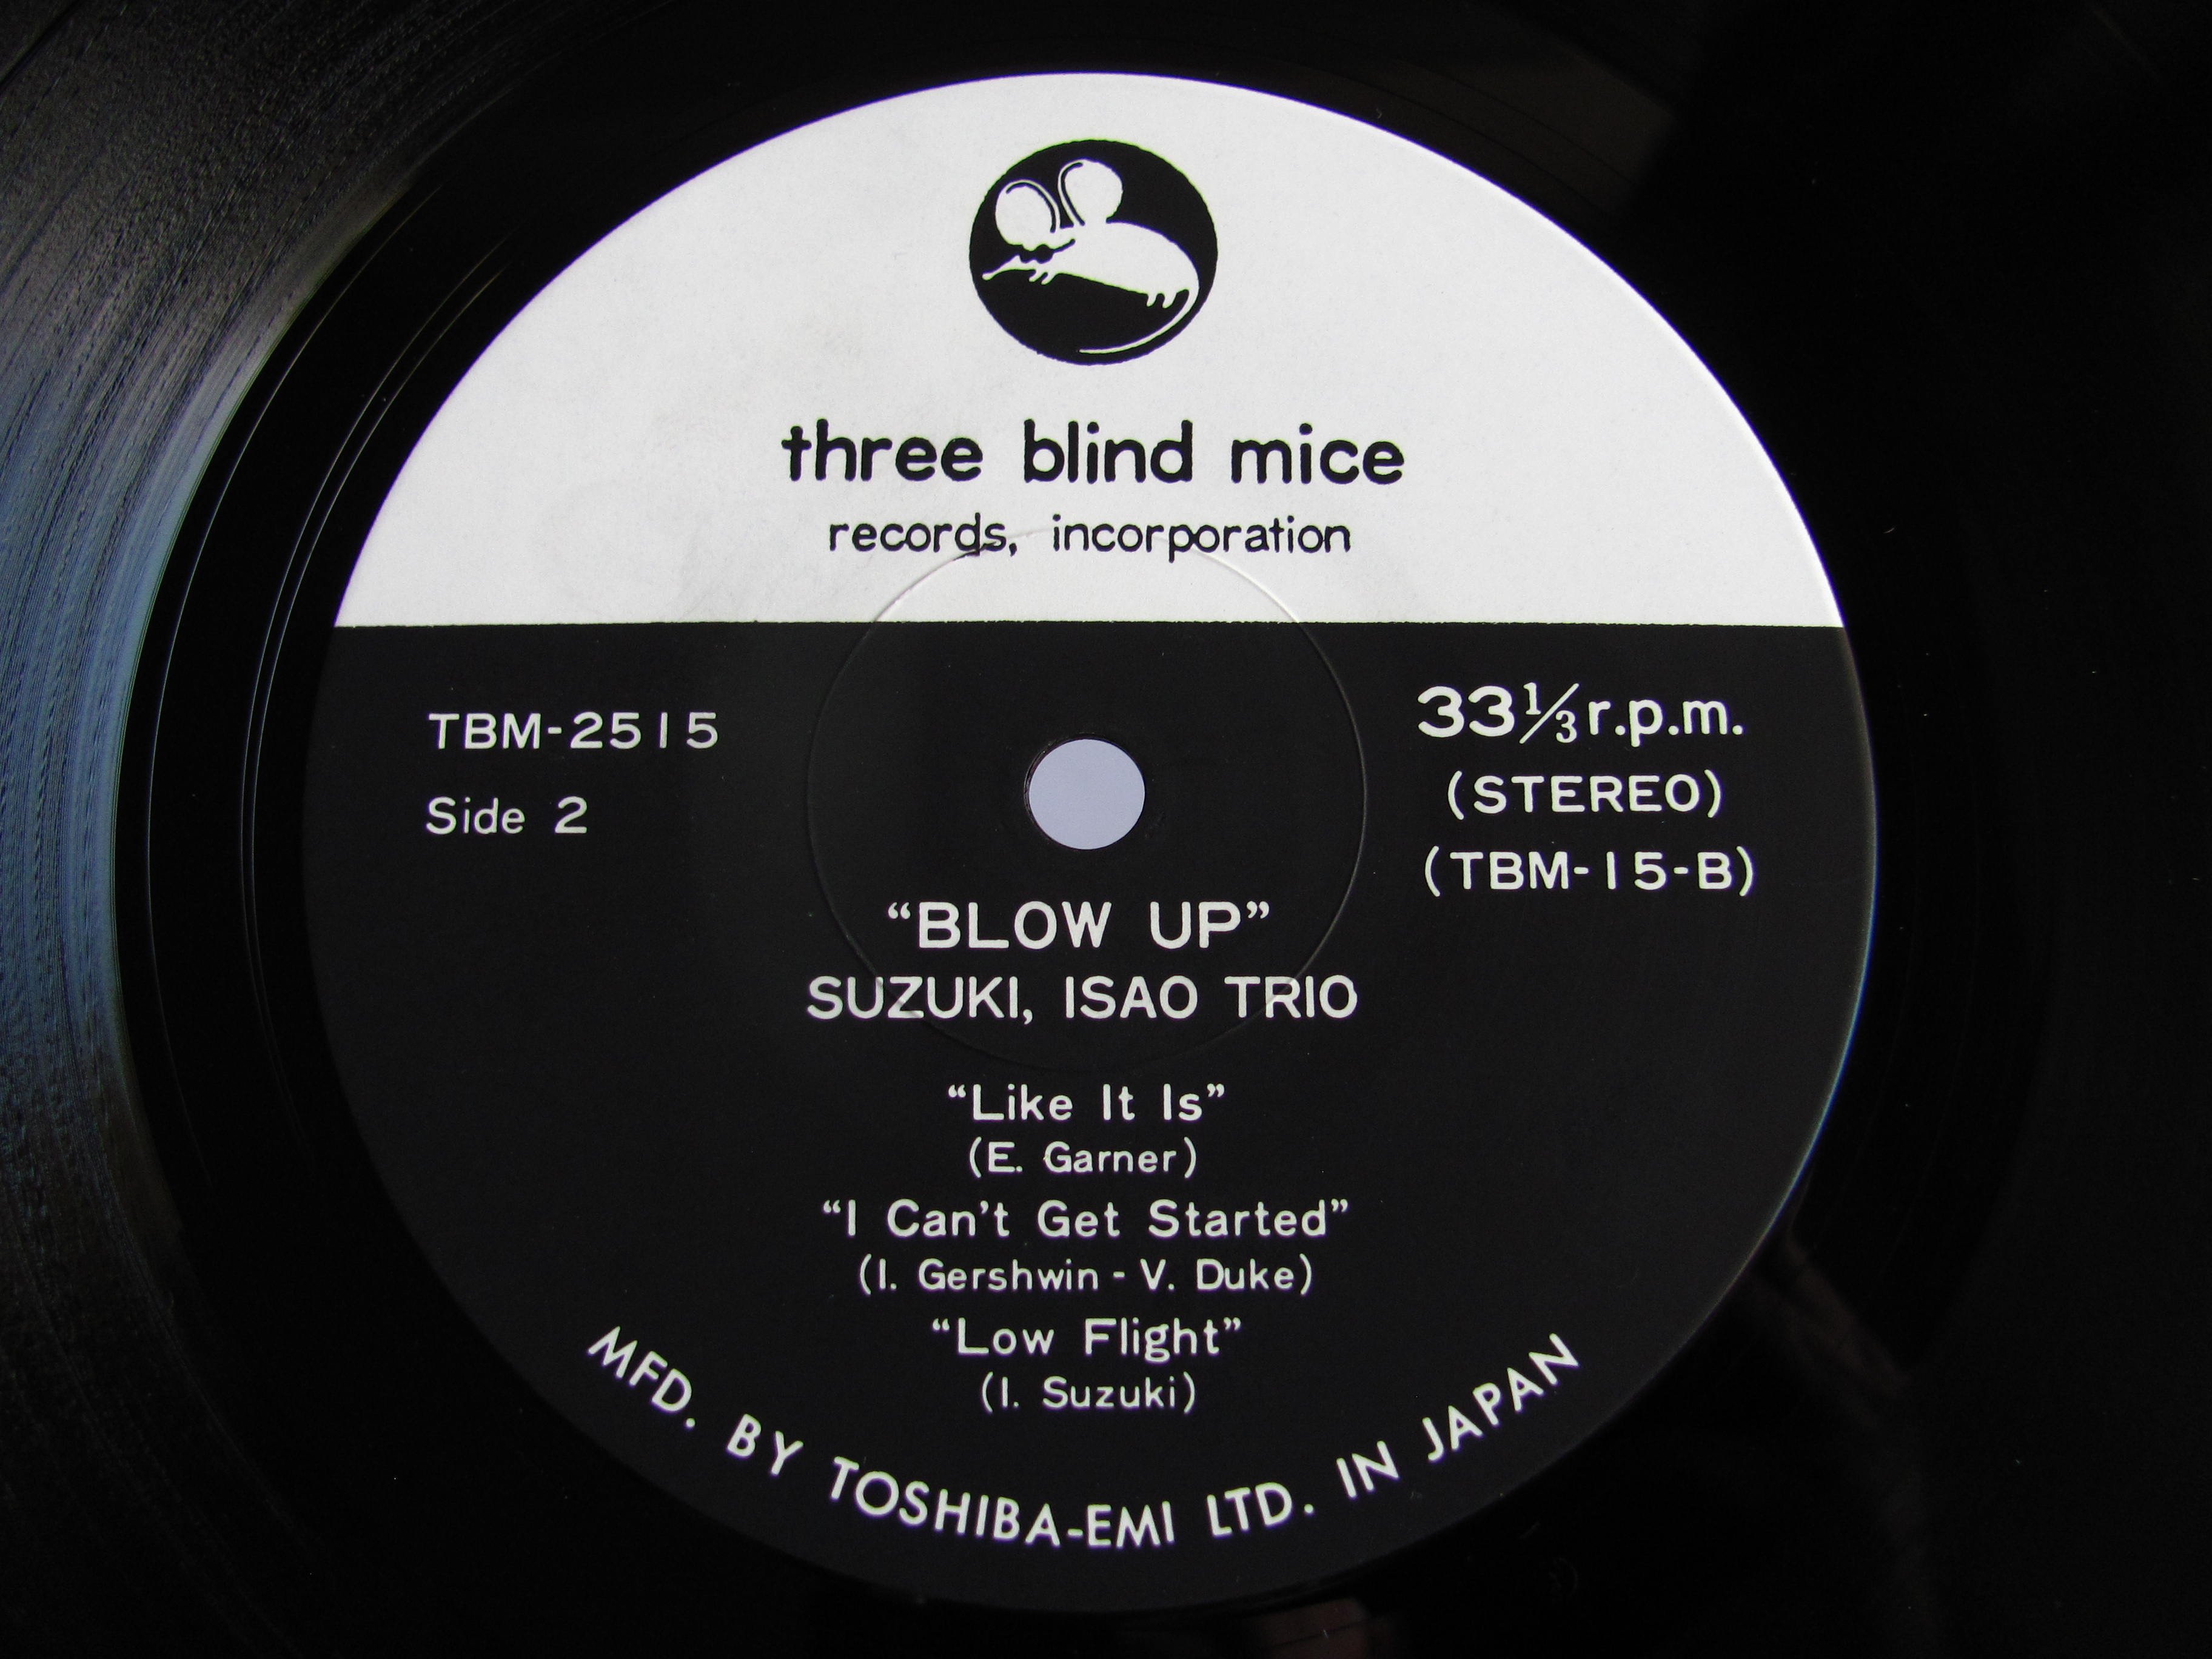 three blind mice
records, incorporation
TBM-2515
Side 2
33⅓ r.p.m.
(STEREO)
(TBM-15-B)
“BLOW UP”
SUZUKI, ISAO TRIO
“Like It Is”
(E. Garner)
“I Can’t Get Started”
(I. Gershwin - V. Duke)
“Low Flight”
(I. Suzuki)
MFD. BY TOSHIBA-EMI LTD. IN JAPAN